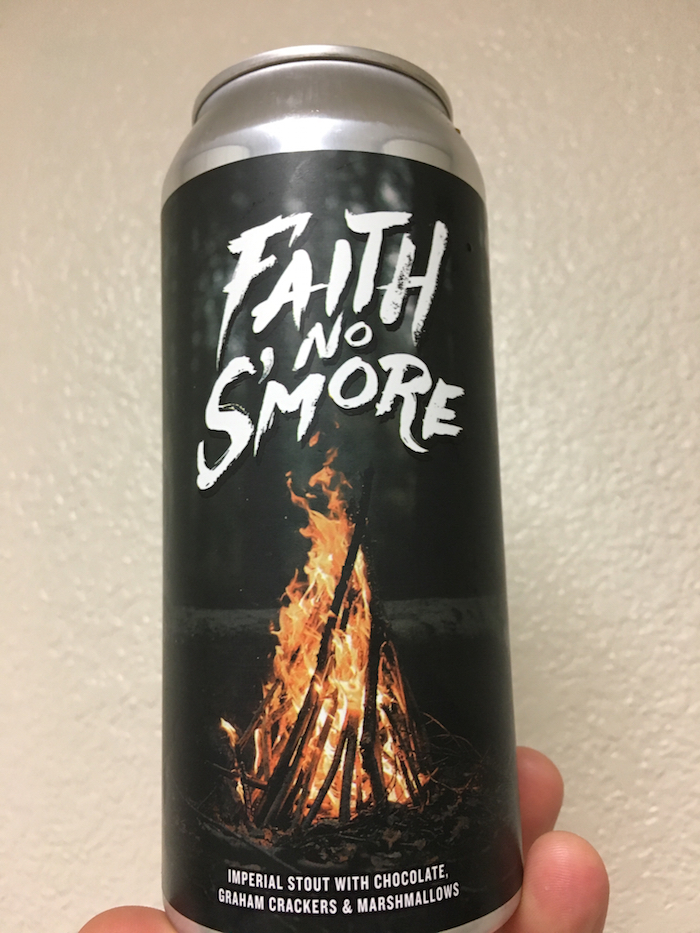 FAITH
NO
S'MORE
IMPERIAL STOUT WITH CHOCOLATE,
GRAHAM CRACKERS & MARSHMALLOWS